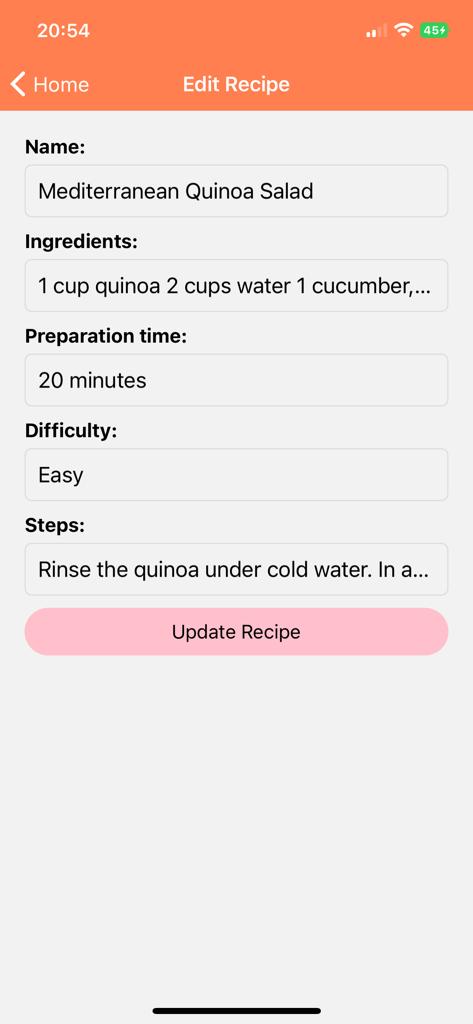 20:54
45
Home
Edit Recipe
Name:
Mediterranean Quinoa Salad
Ingredients:
1 cup quinoa 2 cups water 1 cucumber,...
Preparation time:
20 minutes
Difficulty:
Easy
Steps:
Rinse the quinoa under cold water. In a...
Update Recipe